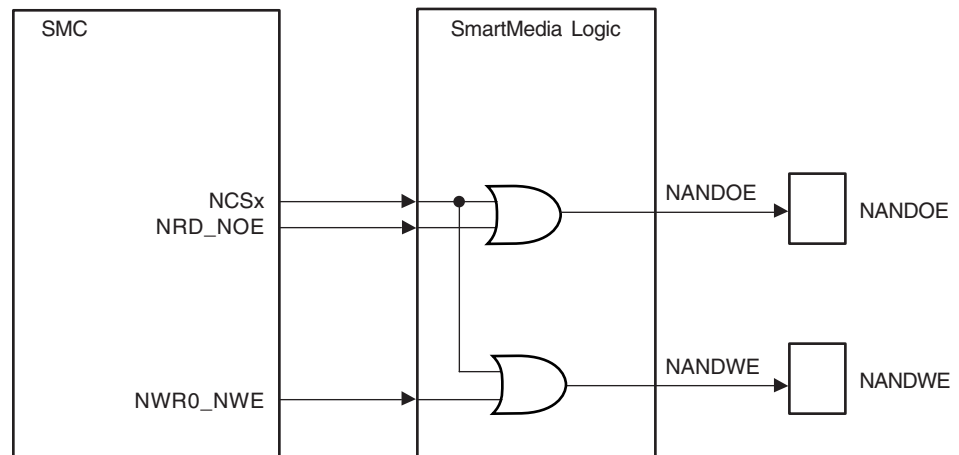 SMC
SmartMedia Logic
NCSx
NRD_NOE
NANDOE
NANDOE
NWR0_NWE
NANDWE
NANDWE